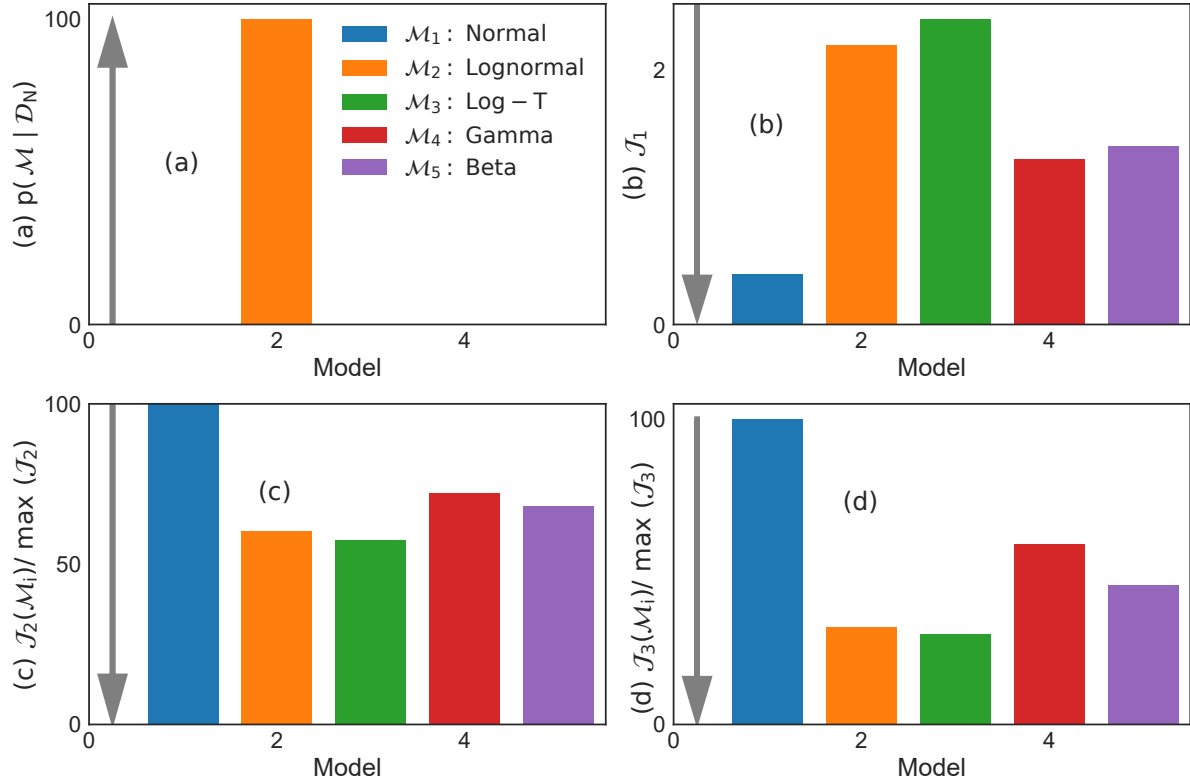 (a) p(ℳ | 𝒟N)
100
0
(a)
ℳ1 : Normal
ℳ2 : Lognormal
ℳ3 : Log − T
ℳ4 : Gamma
ℳ5 : Beta
0 2 4
Model
(b) 𝒥1
2
0
(b)
0 2 4
Model
(c) 𝒥2(ℳi)/ max (𝒥2)
100
50
0
(c)
0 2 4
Model
(d) 𝒥3(ℳi)/ max (𝒥3)
100
0
(d)
0 2 4
Model